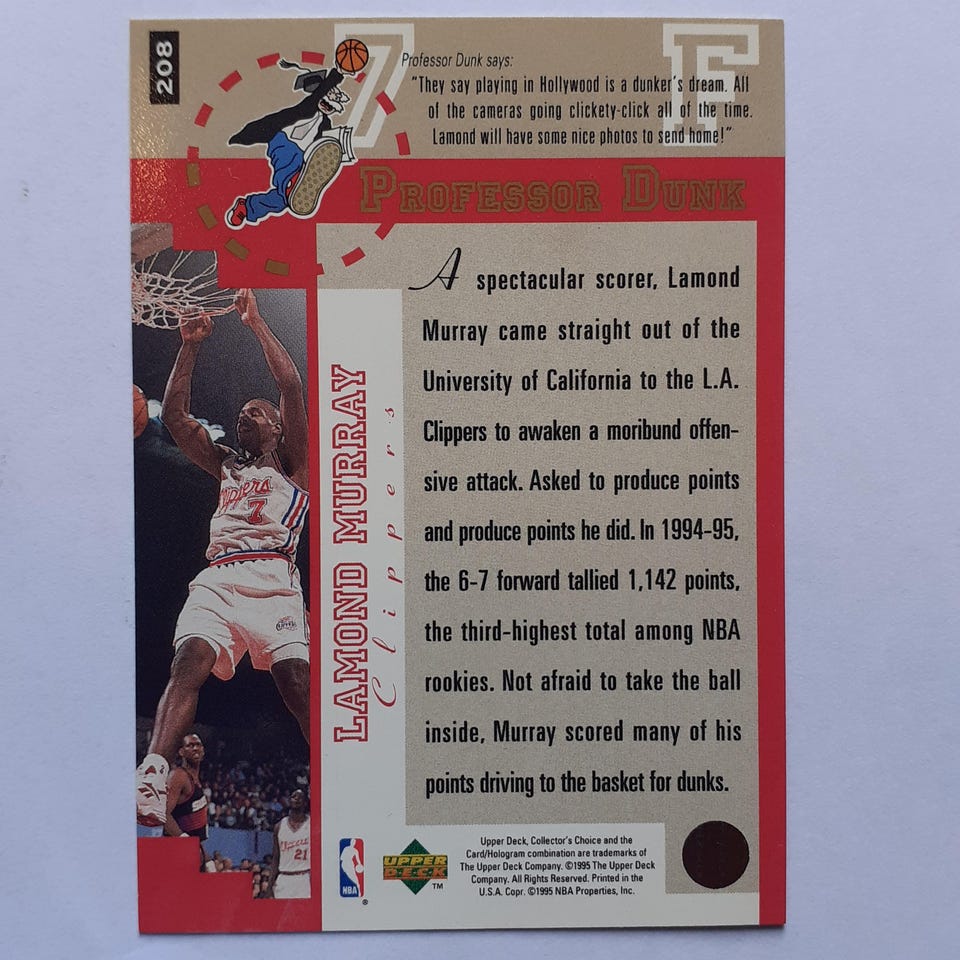 208
7 F
Professor Dunk says:
"They say playing in Hollywood is a dunker's dream. All
of the cameras going clickety-click all of the time.
Lamond will have some nice photos to send home!"
PROFESSOR DUNK
A spectacular scorer, Lamond
Murray came straight out of the
University of California to the L.A.
Clippers to awaken a moribund offen-
sive attack. Asked to produce points
and produce points he did. In 1994-95,
the 6-7 forward tallied 1,142 points,
the third-highest total among NBA
rookies. Not afraid to take the ball
inside, Murray scored many of his
points driving to the basket for dunks.
LAMOND MURRAY
Clippers
Clippers
7
21
NBA
®
UPPER
DECK
TM
Upper Deck, Collector's Choice and the
Card/Hologram combination are trademarks of
The Upper Deck Company. ©1995 The Upper Deck
Company. All Rights Reserved. Printed in the
U.S.A. Copr. ©1995 NBA Properties, Inc.